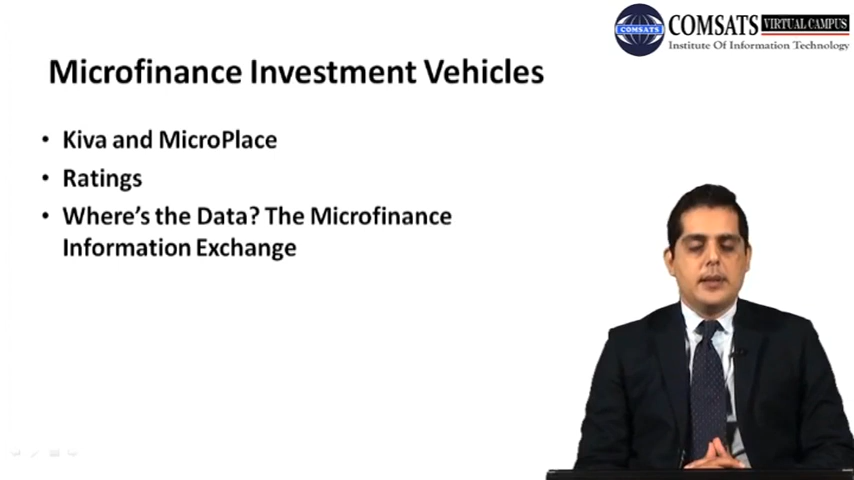 COMSATS
COMSATS VIRTUAL CAMPUS
Institute Of Information Technology
Microfinance Investment Vehicles
• Kiva and MicroPlace
• Ratings
• Where's the Data? The Microfinance
Information Exchange